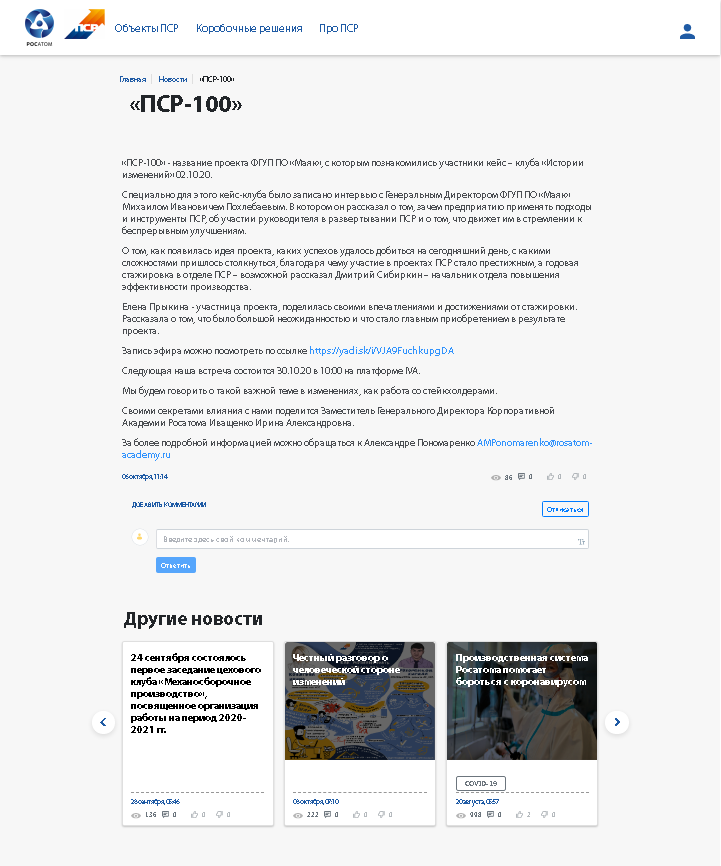 РОСАТОМ
ПСР
Объекты ПСР
Коробочные решения
Про ПСР
Главная
Новости
«ПСР-100»
«ПСР-100»
«ПСР-100» - название проекта ФГУП ПО «Маяк», с которым познакомились участники кейс – клуба «Истории
изменений» 02.10.20.
Специально для этого кейс-клуба было записано интервью с Генеральным Директором ФГУП ПО «Маяк»
Михаилом Ивановичем Похлебаевым. В котором он рассказал о том, зачем предприятию применять подходы
и инструменты ПСР, об участии руководителя в развертывании ПСР и о том, что движет им в стремлении к
беспрерывным улучшениям.
О том, как появилась идея проекта, каких успехов удалось добиться на сегодняшний день, с какими
сложностями пришлось столкнуться, благодаря чему участие в проектах ПСР стало престижным, а годовая
стажировка в отделе ПСР – возможной рассказал Дмитрий Сибиркин – начальник отдела повышения
эффективности производства.
Елена Прыкина - участница проекта, поделилась своими впечатлениями и достижениями от стажировки.
Рассказала о том, что было большой неожиданностью и что стало главным приобретением в результате
проекта.
Запись эфира можно посмотреть по ссылке https://yadi.sk/i/VJA9FuchkupgDA
Следующая наша встреча состоится 30.10.20 в 10:00 на платформе IVA.
Мы будем говорить о такой важной теме в изменениях, как работа со стейкхолдерами.
Своими секретами влияния с нами поделится Заместитель Генерального Директора Корпоративной
Академии Росатома Иващенко Ирина Александровна.
За более подробной информацией можно обращаться к Александре Пономаренко AMPonomarenko@rosatom-
academy.ru
06 октября, 11:14
86 0 0 0
ДОБАВИТЬ КОММЕНТАРИИ
Отписаться
Введите здесь свой комментарий.
Тт
Ответить
Другие новости
24 сентября состоялось
первое заседание цехового
клуба «Механосборочное
производство»,
посвященное организация
работы на период 2020-
2021 гг.
28 сентября, 08:46
136 0 0 0
Честный разговор о
человеческой стороне
изменений
08 октября, 07:10
222 0 0 0
Производственная система
Росатома помогает
бороться с коронавирусом
COVID-19
20 августа, 08:57
998 0 2 0